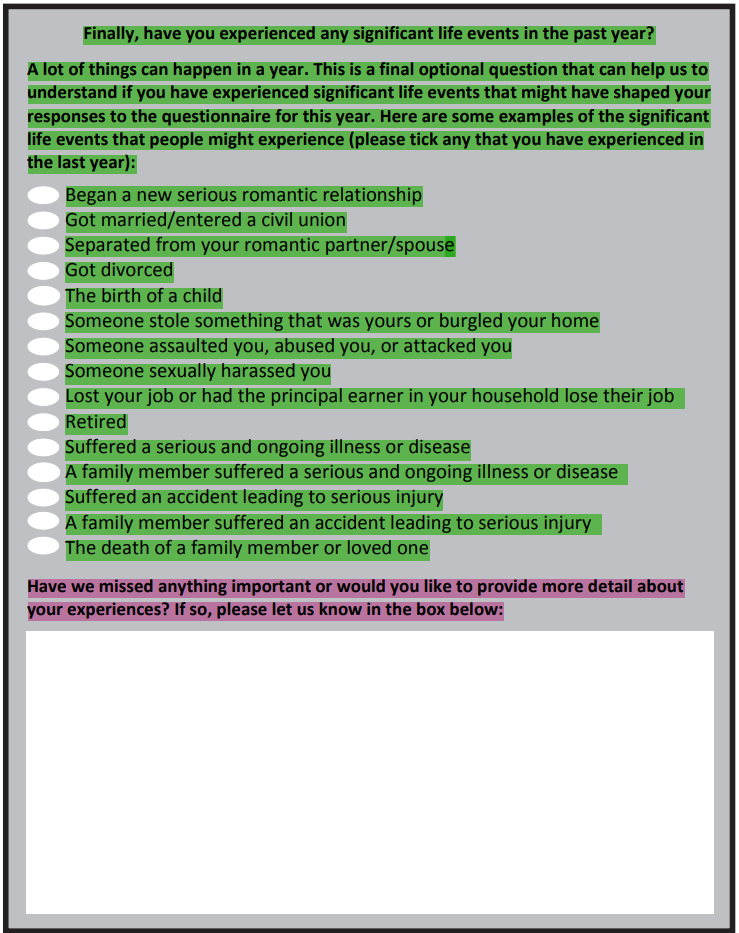 Finally, have you experienced any significant life events in the past year?
A lot of things can happen in a year. This is a final optional question that can help us to
understand if you have experienced significant life events that might have shaped your
responses to the questionnaire for this year. Here are some examples of the significant
life events that people might experience (please tick any that you have experienced in
the last year):
Began a new serious romantic relationship
Got married/entered a civil union
Separated from your romantic partner/spouse
Got divorced
The birth of a child
Someone stole something that was yours or burgled your home
Someone assaulted you, abused you, or attacked you
Someone sexually harassed you
Lost your job or had the principal earner in your household lose their job
Retired
Suffered a serious and ongoing illness or disease
A family member suffered a serious and ongoing illness or disease
Suffered an accident leading to serious injury
A family member suffered an accident leading to serious injury
The death of a family member or loved one
Have we missed anything important or would you like to provide more detail about
your experiences? If so, please let us know in the box below: